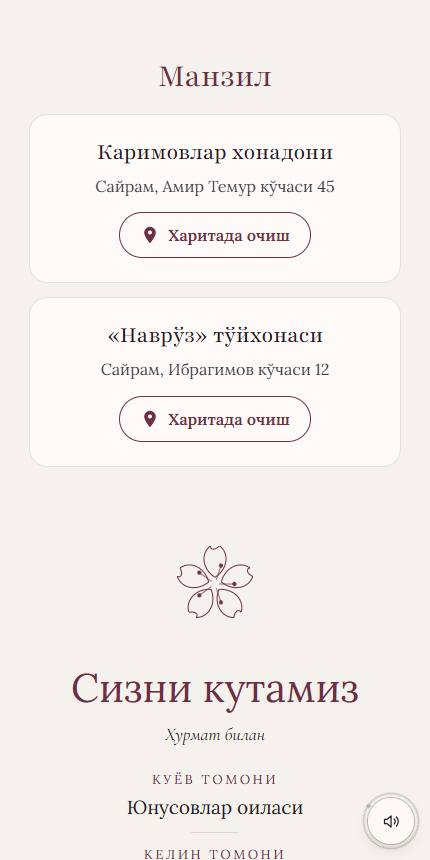 Манзил
Каримовлар хонадони
Сайрам, Амир Темур кўчаси 45
Харитада очиш
«Наврўз» тўйхонаси
Сайрам, Ибрагимов кўчаси 12
Харитада очиш
Сизни кутамиз
Хурмат билан
КУЁВ ТОМОНИ
Юнусовлар оиласи
КЕЛИН ТОМОНИ